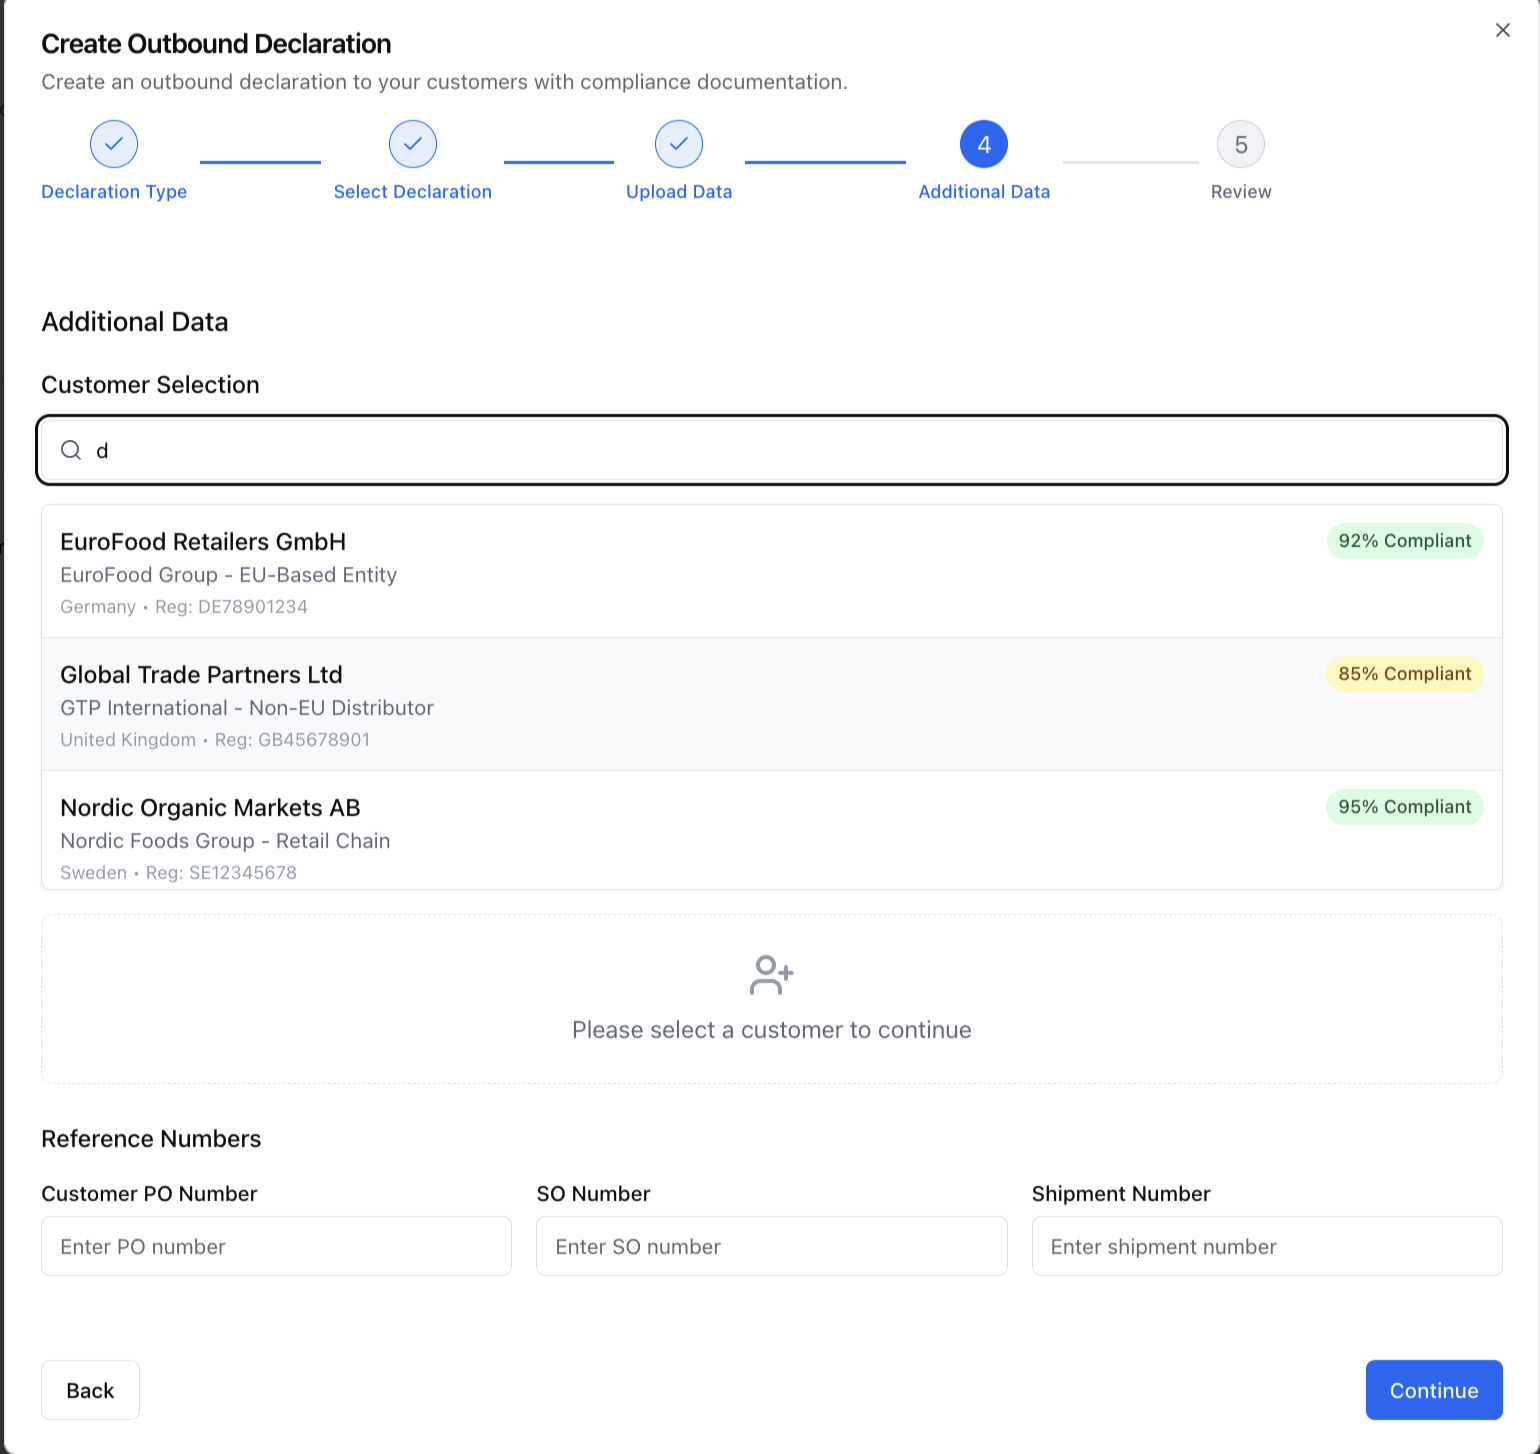 Create Outbound Declaration
Create an outbound declaration to your customers with compliance documentation.
4
5
Declaration Type
Select Declaration
Upload Data
Additional Data
Review
Additional Data
Customer Selection
d
EuroFood Retailers GmbH
92% Compliant
EuroFood Group - EU-Based Entity
Germany • Reg: DE78901234
Global Trade Partners Ltd
85% Compliant
GTP International - Non-EU Distributor
United Kingdom • Reg: GB45678901
Nordic Organic Markets AB
95% Compliant
Nordic Foods Group - Retail Chain
Sweden • Reg: SE12345678
Please select a customer to continue
Reference Numbers
Customer PO Number
SO Number
Shipment Number
Enter PO number
Enter SO number
Enter shipment number
Back
Continue